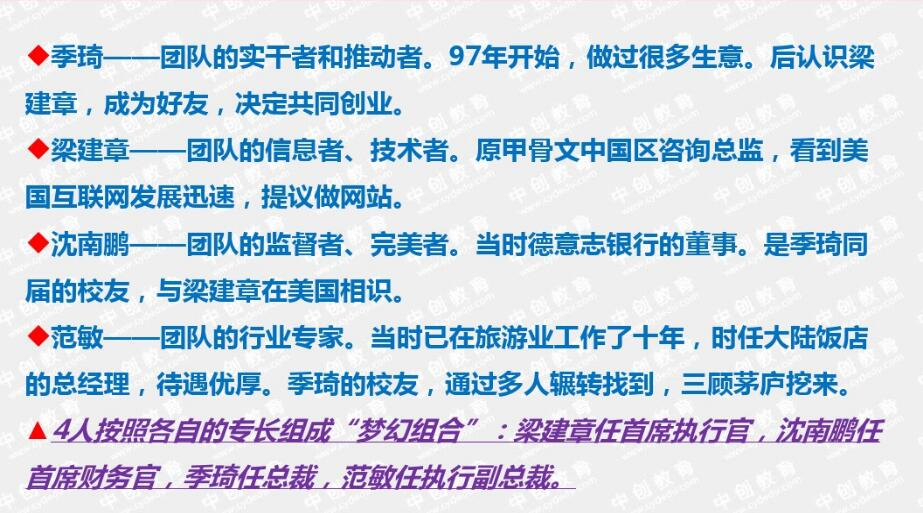 ◆季琦——团队的实干者和推动者。97年开始，做过很多生意。后认识梁
建章，成为好友，决定共同创业。
◆梁建章——团队的信息者、技术者。原甲骨文中国区咨询总监，看到美
国互联网发展迅速，提议做网站。
◆沈南鹏——团队的监督者、完美者。当时德意志银行的董事。是季琦同
届的校友，与梁建章在美国相识。
◆范敏——团队的行业专家。当时已在旅游业工作了十年，时任大陆饭店
的总经理，待遇优厚。季琦的校友，通过多人辗转找到，三顾茅庐挖来。
▲4人按照各自的专长组成“梦幻组合”：梁建章任首席执行官，沈南鹏任
首席财务官，季琦任总裁，范敏任执行副总裁。
中创教育
www.cydedu.com